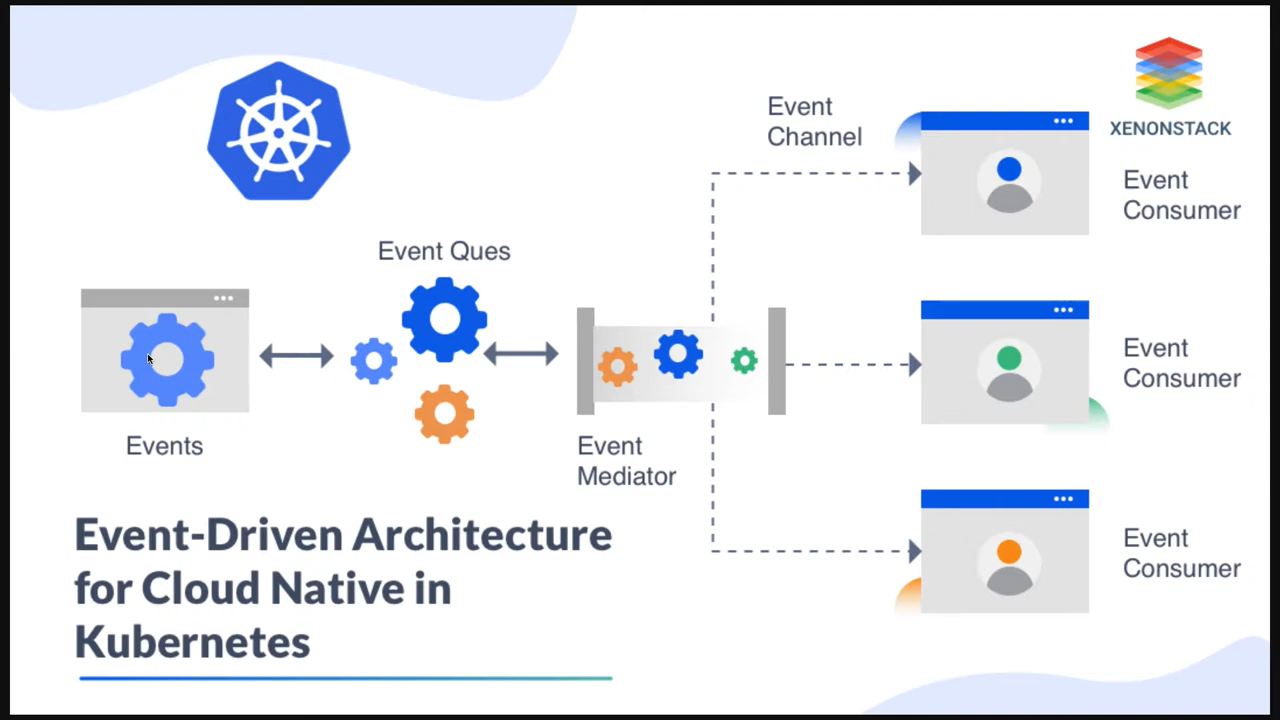 XENONSTACK
Event
Channel
Event
Consumer
Event Ques
Events
Event
Mediator
Event
Consumer
Event
Consumer
Event-Driven Architecture
for Cloud Native in
Kubernetes